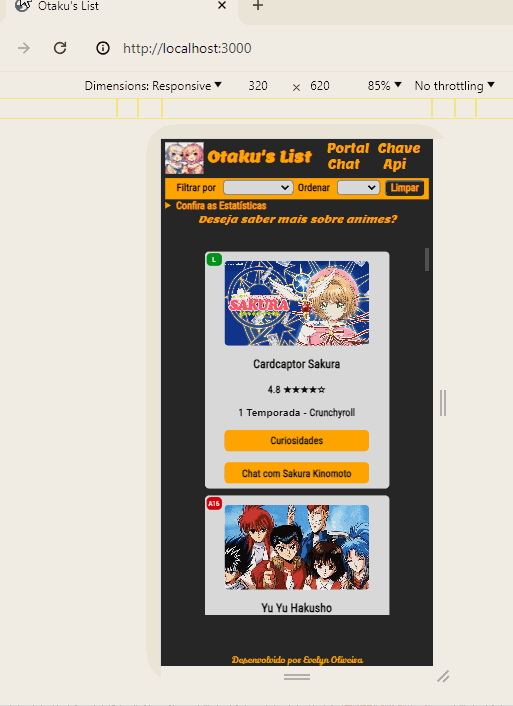 Otaku's List
http://localhost:3000
Dimensions: Responsive 320 × 620 85% No throttling
Otaku's List Portal Chat Chave Api
Filtrar por Ordenar Limpar
Confira as Estatísticas
Deseja saber mais sobre animes?
L
SAKURA
Cardcaptor Sakura
4.8 ★★★★☆
1 Temporada - Crunchyroll
Curiosidades
Chat com Sakura Kinomoto
A16
Yu Yu Hakusho
Desenvolvido por Evelyn Oliveira